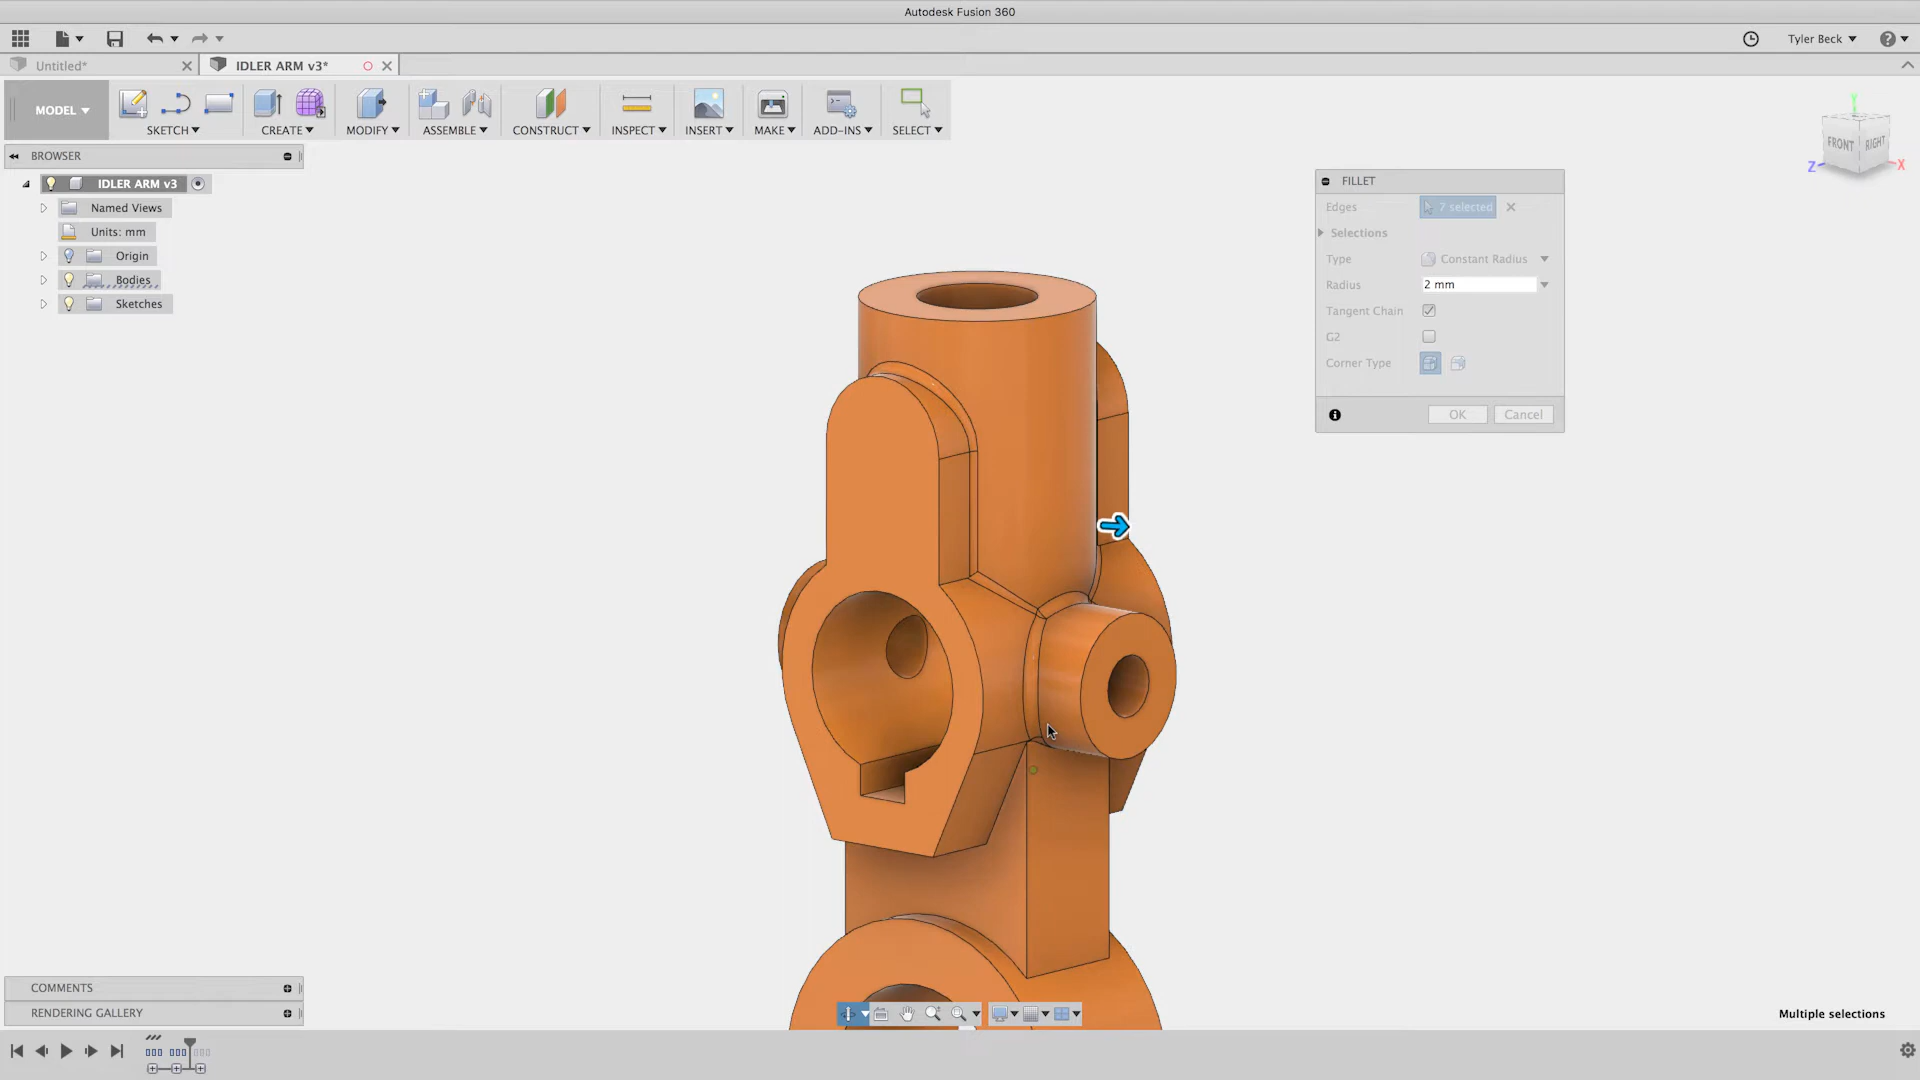 Autodesk Fusion 360
Tyler Beck
Untitled*
IDLER ARM v3*
MODEL
SKETCH
CREATE
MODIFY
ASSEMBLE
CONSTRUCT
INSPECT
INSERT
MAKE
ADD-INS
SELECT
BROWSER
IDLER ARM v3
Named Views
Units: mm
Origin
Bodies
Sketches
Y
FRONT
RIGHT
Z
X
FILLET
Edges 7 selected
Selections
Type Constant Radius
Radius 2 mm
Tangent Chain
G2
Corner Type
OK Cancel
COMMENTS
RENDERING GALLERY
Multiple selections